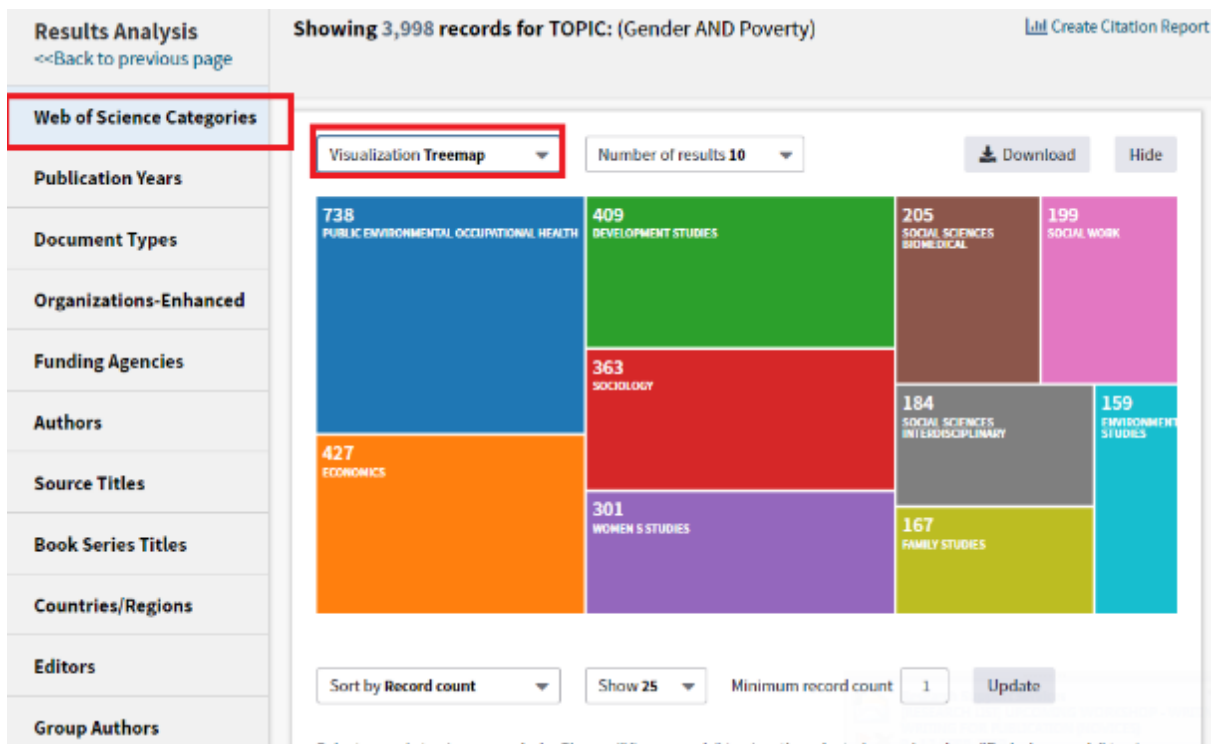 Results Analysis
<<Back to previous page
Showing 3,998 records for TOPIC: (Gender AND Poverty)
Create Citation Report
Web of Science Categories
Publication Years
Document Types
Organizations-Enhanced
Funding Agencies
Authors
Source Titles
Book Series Titles
Countries/Regions
Editors
Group Authors
Visualization Treemap
Number of results 10
Download
Hide
738
PUBLIC ENVIRONMENTAL OCCUPATIONAL HEALTH
427
ECONOMICS
409
DEVELOPMENT STUDIES
363
SOCIOLOGY
301
WOMEN S STUDIES
205
SOCIAL SCIENCES
BIOMEDICAL
199
SOCIAL WORK
184
SOCIAL SCIENCES
INTERDISCIPLINARY
167
FAMILY STUDIES
159
ENVIRONMENT
STUDIES
Sort by Record count
Show 25
Minimum record count
1
Update